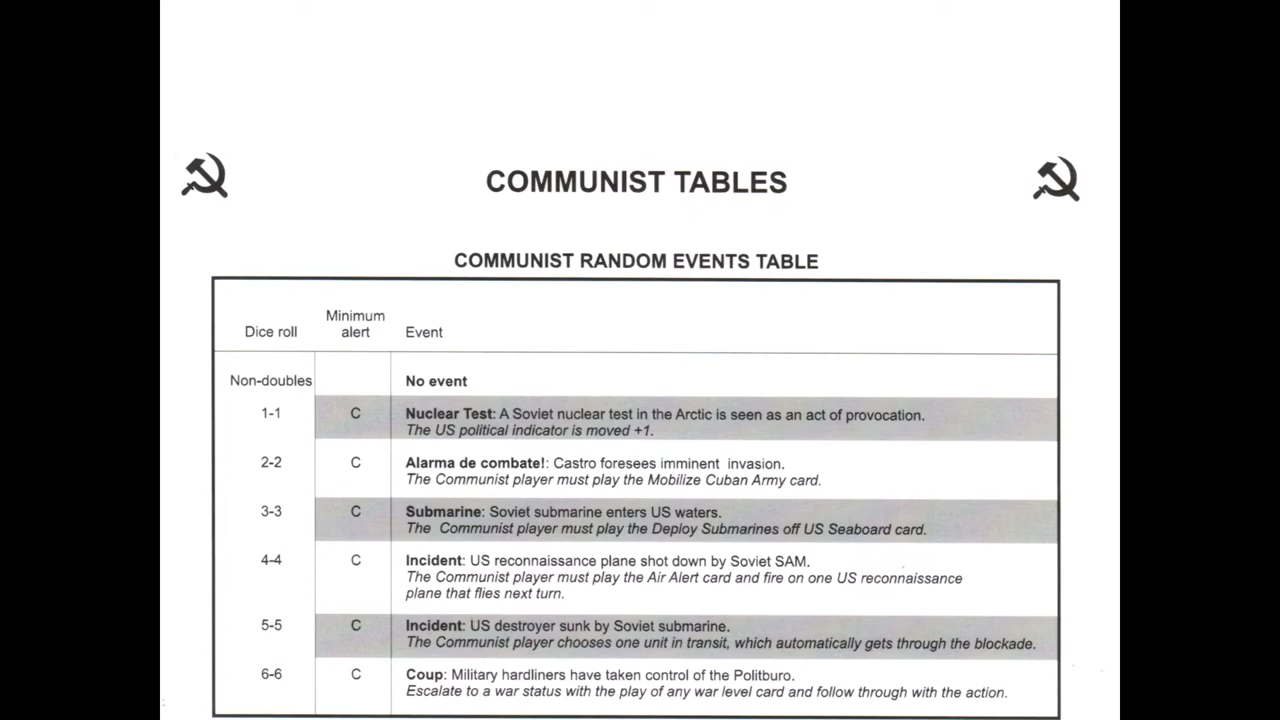 COMMUNIST TABLES
COMMUNIST RANDOM EVENTS TABLE
Minimum
Dice roll alert Event
Non-doubles No event
1-1 C Nuclear Test: A Soviet nuclear test in the Arctic is seen as an act of provocation.
The US political indicator is moved +1.
2-2 C Alarma de combate!: Castro foresees imminent invasion.
The Communist player must play the Mobilize Cuban Army card.
3-3 C Submarine: Soviet submarine enters US waters.
The Communist player must play the Deploy Submarines off US Seaboard card.
4-4 C Incident: US reconnaissance plane shot down by Soviet SAM.
The Communist player must play the Air Alert card and fire on one US reconnaissance
plane that flies next turn.
5-5 C Incident: US destroyer sunk by Soviet submarine.
The Communist player chooses one unit in transit, which automatically gets through the blockade.
6-6 C Coup: Military hardliners have taken control of the Politburo.
Escalate to a war status with the play of any war level card and follow through with the action.